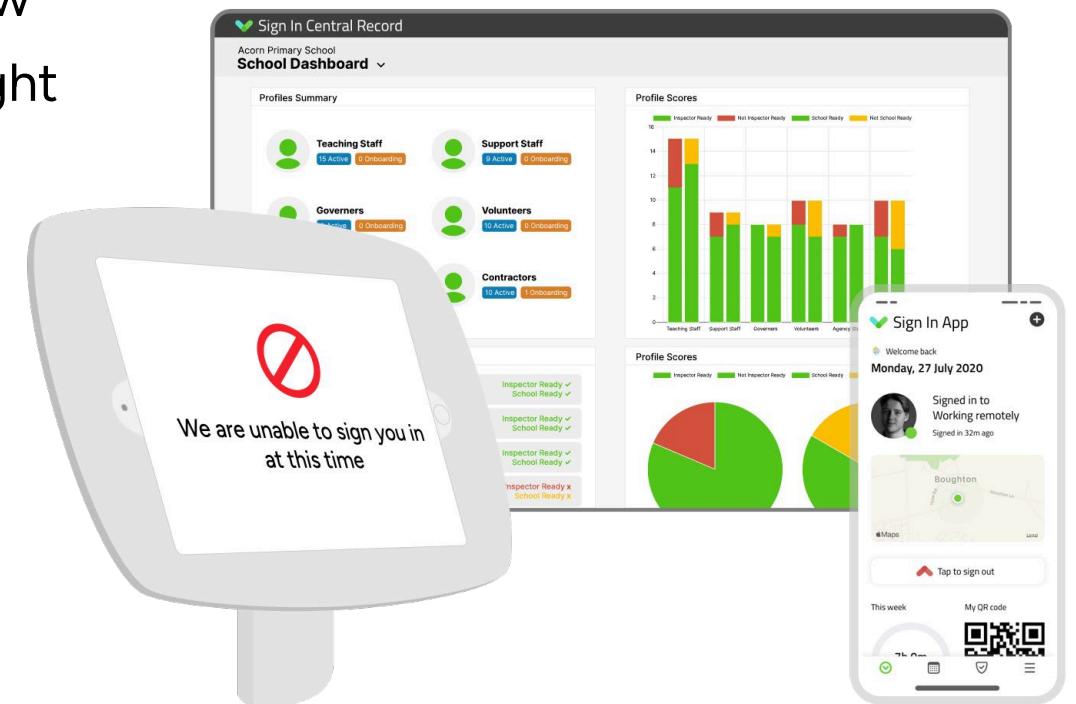 ght
Sign In Central Record
Acorn Primary School
School Dashboard
Profiles Summary
Teaching Staff
15 Active 0 Onboarding
Support Staff
9 Active 0 Onboarding
Governers
Active 0 Onboarding
Volunteers
10 Active 0 Onboarding
Contractors
10 Active 1 Onboarding
Profile Scores
Inspector Ready Not Inspector Ready School Ready Not School Ready
16
14
12
10
8
6
4
2
0
Teaching Staff Support Staff Governers Volunteers Agency
Inspector Ready ✓
School Ready ✓
Inspector Ready ✓
School Ready ✓
Inspector Ready ✓
School Ready ✓
Inspector Ready x
School Ready x
Profile Scores
Inspector Ready Not Inspector Ready School Ready
We are unable to sign you in
at this time
Sign In App
Welcome back
Monday, 27 July 2020
Signed in to
Working remotely
Signed in 32m ago
Boughton
Maps
Legal
Tap to sign out
This week
My QR code
7h 0m